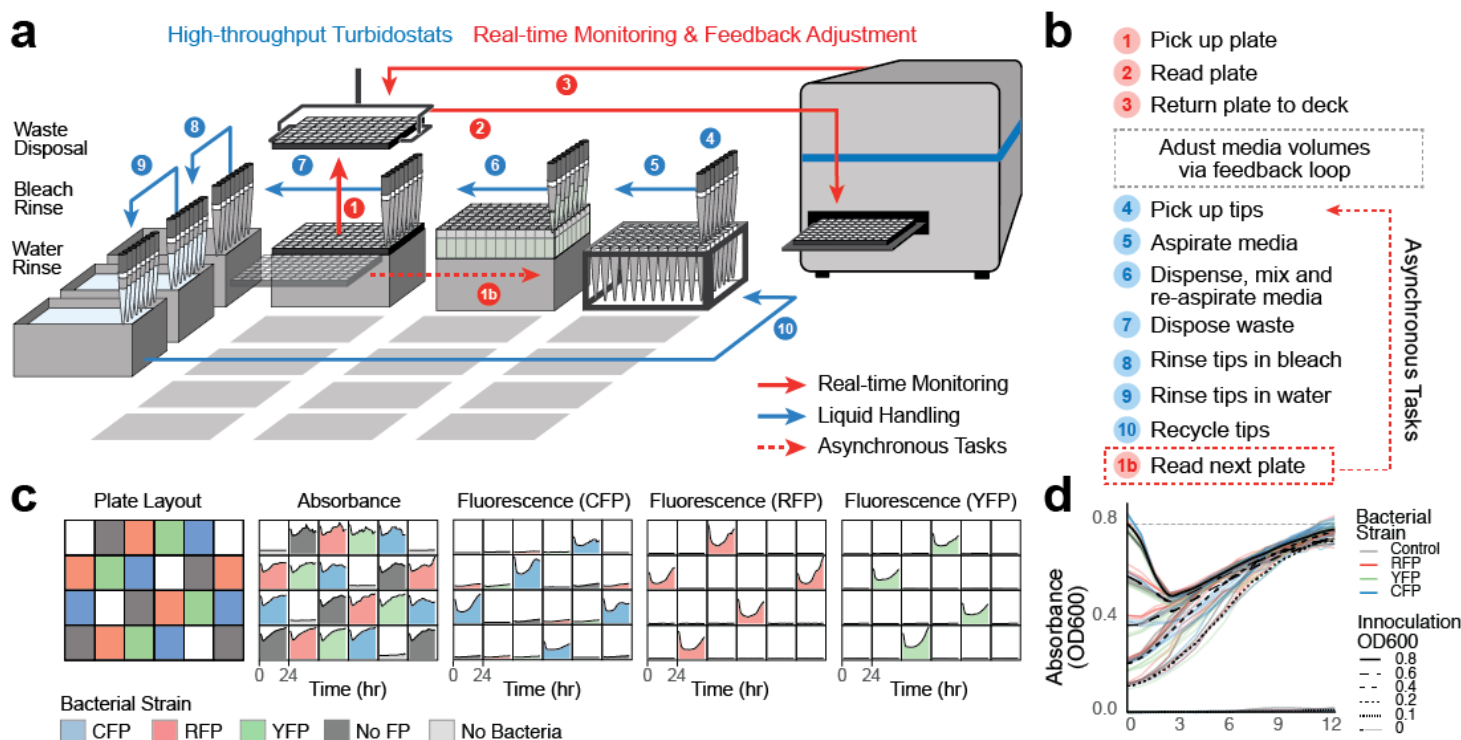 a
High-throughput Turbidostats Real-time Monitoring & Feedback Adjustment
Waste
Disposal
Bleach
Rinse
Water
Rinse
3
2
8
9
7
6
5
4
1
1b
10
Real-time Monitoring
Liquid Handling
Asynchronous Tasks
b
1 Pick up plate
2 Read plate
3 Return plate to deck
Adust media volumes
via feedback loop
4 Pick up tips
5 Aspirate media
6 Dispense, mix and
re-aspirate media
7 Dispose waste
8 Rinse tips in bleach
9 Rinse tips in water
10 Recycle tips
1b Read next plate
Asynchronous Tasks
c
Plate Layout
Absorbance
Fluorescence (CFP)
Fluorescence (RFP)
Fluorescence (YFP)
0 24
Time (hr)
0 24
Time (hr)
0 24
Time (hr)
0 24
Time (hr)
Bacterial Strain
CFP RFP YFP No FP No Bacteria
d
Absorbance
(OD600)
0.8
0.4
0.0
0 3 6 9 12
Bacterial
Strain
Control
RFP
YFP
CFP
Innoculation
OD600
0.8
0.6
0.4
0.2
0.1
0